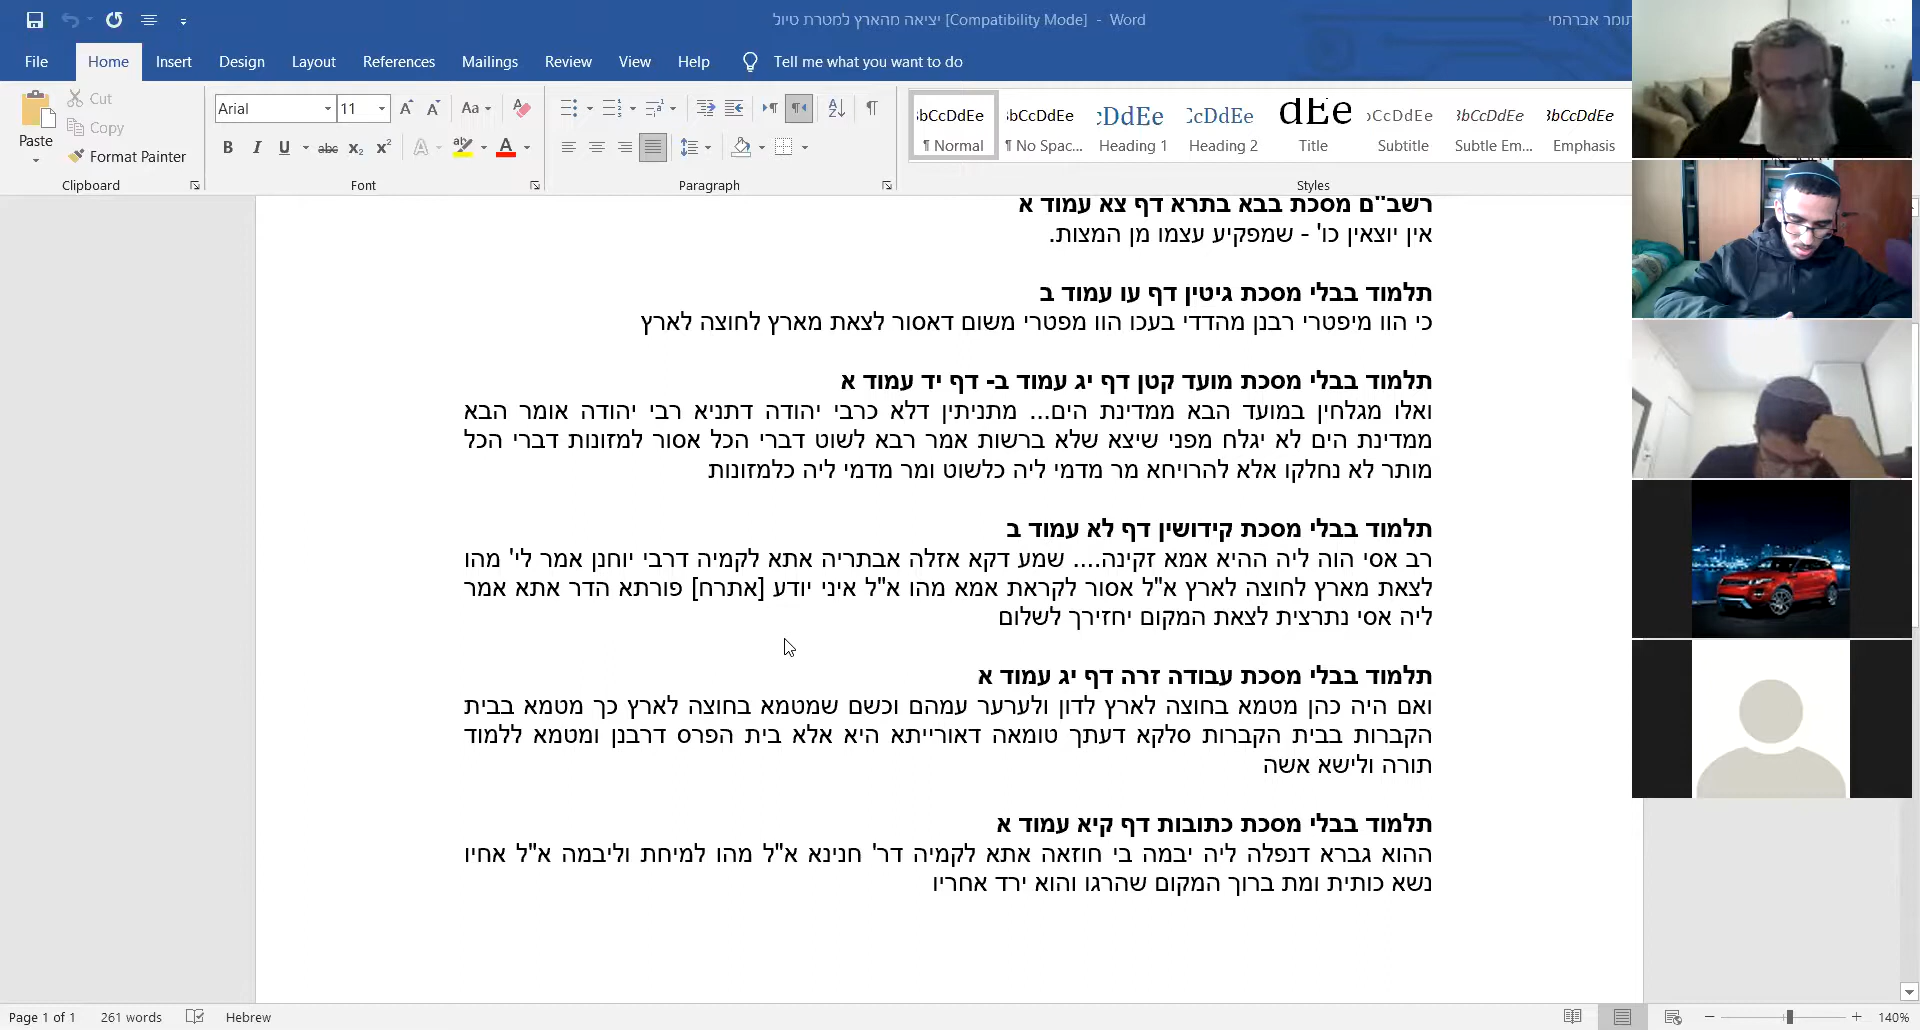 יציאה מהארץ למטרת טיול [Compatibility Mode] - Word
תומר אברהמי
File Home Insert Design Layout References Mailings Review View Help Tell me what you want to do
Paste
Cut
Copy
Format Painter
Clipboard
Arial 11
Aa
B I U abc x₂ x² A A
Font
Paragraph
bCcDdEe bCcDdEe CcDdEe CcDdEe dEe bCcDdEe BbCcDdEe BbCcDdEe
¶ Normal ¶ No Spac... Heading 1 Heading 2 Title Subtitle Subtle Em... Emphasis
Styles
רשב"ם מסכת בבא בתרא דף צא עמוד א
אין יוצאין כו' - שמפקיע עצמו מן המצות.
תלמוד בבלי מסכת גיטין דף עו עמוד ב
כי הוו מיפטרי רבנן מהדדי בעכו הוו מפטרי משום דאסור לצאת מארץ לחוצה לארץ
תלמוד בבלי מסכת מועד קטן דף יג עמוד ב- דף יד עמוד א
ואלו מגלחין במועד הבא ממדינת הים... מתניתין דלא כרבי יהודה דתניא רבי יהודה אומר הבא
ממדינת הים לא יגלח מפני שיצא שלא ברשות אמר רבא לשוט דברי הכל אסור למזונות דברי הכל
מותר לא נחלקו אלא להרויחא מר מדמי ליה כלשוט ומר מדמי ליה כלמזונות
תלמוד בבלי מסכת קידושין דף לא עמוד ב
רב אסי הוה ליה ההיא אמא זקינה.... שמע דקא אזלה אבתריה אתא לקמיה דרבי יוחנן אמר לי' מהו
לצאת מארץ לחוצה לארץ א"ל אסור לקראת אמא מהו א"ל איני יודע [אתרח] פורתא הדר אתא אמר
ליה אסי נתרצית לצאת המקום יחזירך לשלום
תלמוד בבלי מסכת עבודה זרה דף יג עמוד א
ואם היה כהן מטמא בחוצה לארץ לדון ולערער עמהם וכשם שמטמא בחוצה לארץ כך מטמא בבית
הקברות בבית הקברות סלקא דעתך טומאה דאורייתא היא אלא בית הפרס דרבנן ומטמא ללמוד
תורה ולישא אשה
תלמוד בבלי מסכת כתובות דף קיא עמוד א
ההוא גברא דנפלה ליה יבמה בי חוזאה אתא לקמיה דר' חנינא א"ל מהו למיחת וליבמה א"ל אחיו
נשא כותית ומת ברוך המקום שהרגו והוא ירד אחריו
Page 1 of 1 261 words Hebrew 140%